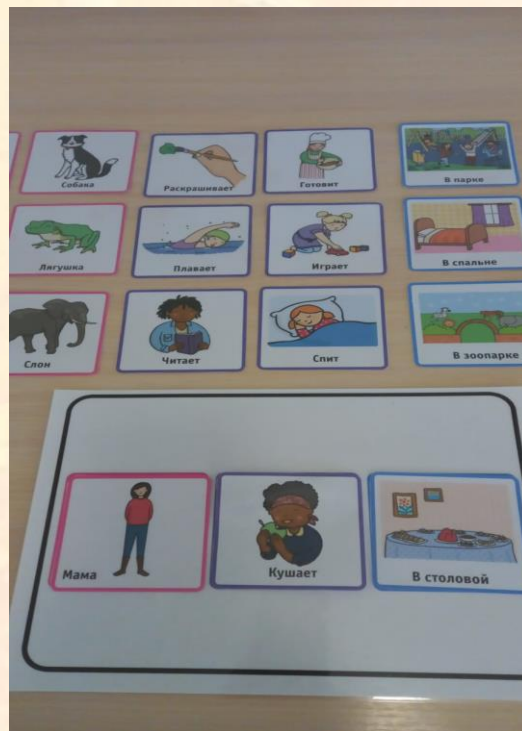 Собака
Раскрашивает
Готовит
В парке
Лягушка
Плавает
Играет
В спальне
Слон
Читает
Спит
В зоопарке
Мама
Кушает
В столовой